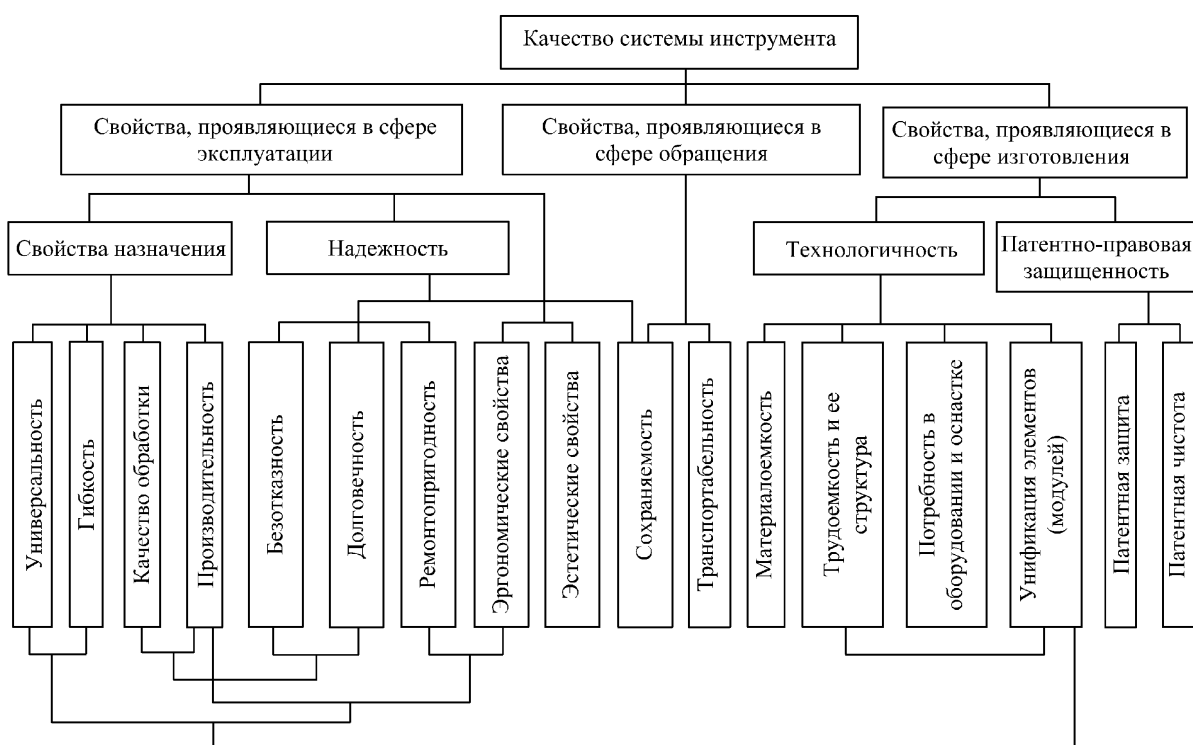 Качество системы инструмента
Свойства, проявляющиеся в сфере
эксплуатации
Свойства, проявляющиеся в
сфере обращения
Свойства, проявляющиеся в
сфере изготовления
Свойства назначения
Надежность
Технологичность
Патентно-правовая
защищенность
Универсальность
Гибкость
Качество обработки
Производительность
Безотказность
Долговечность
Ремонтопригодность
Эргономические свойства
Эстетические свойства
Сохраняемость
Транспортабельность
Материалоемкость
Трудоемкость и ее
структура
Потребность в
оборудовании и оснастке
Унификация элементов
(модулей)
Патентная защита
Патентная чистота